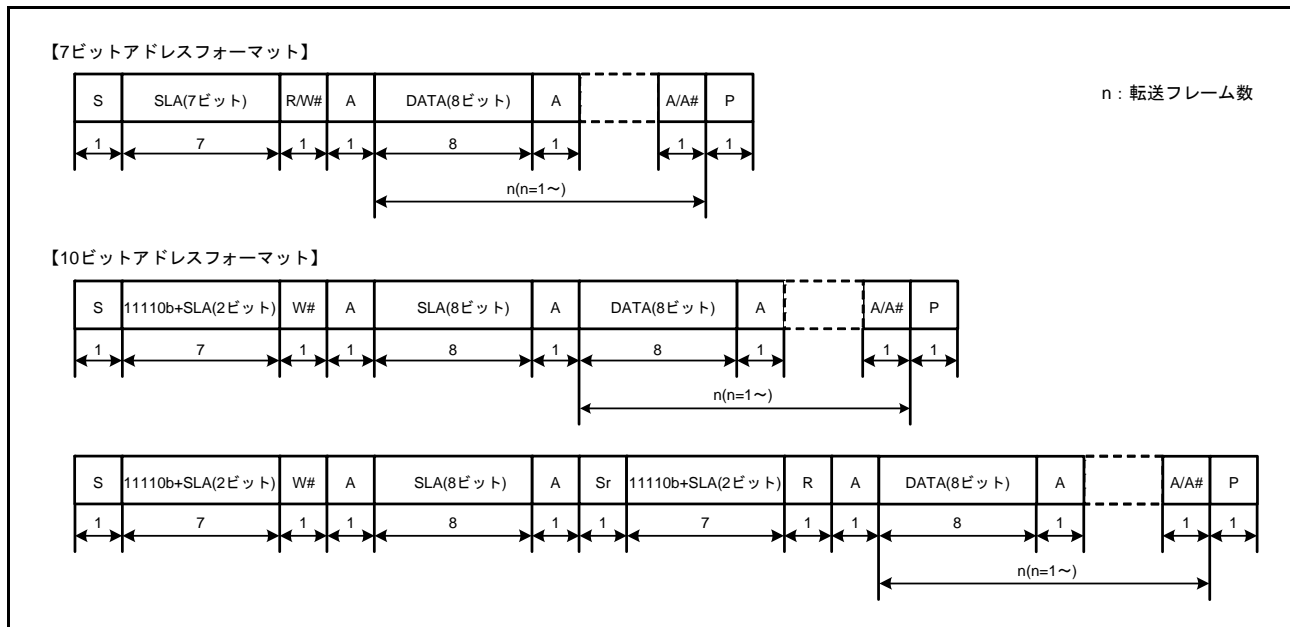 【7ビットアドレスフォーマット】
n：転送フレーム数
S SLA(7ビット) R/W# A DATA(8ビット) A A/A# P
1 7 1 1 8 1 1 1
n(n=1～)
【10ビットアドレスフォーマット】
S 11110b+SLA(2ビット) W# A SLA(8ビット) A DATA(8ビット) A A/A# P
1 7 1 1 8 1 8 1 1 1
n(n=1～)
S 11110b+SLA(2ビット) W# A SLA(8ビット) A Sr 11110b+SLA(2ビット) R A DATA(8ビット) A A/A# P
1 7 1 1 8 1 1 7 1 1 8 1 1 1
n(n=1～)